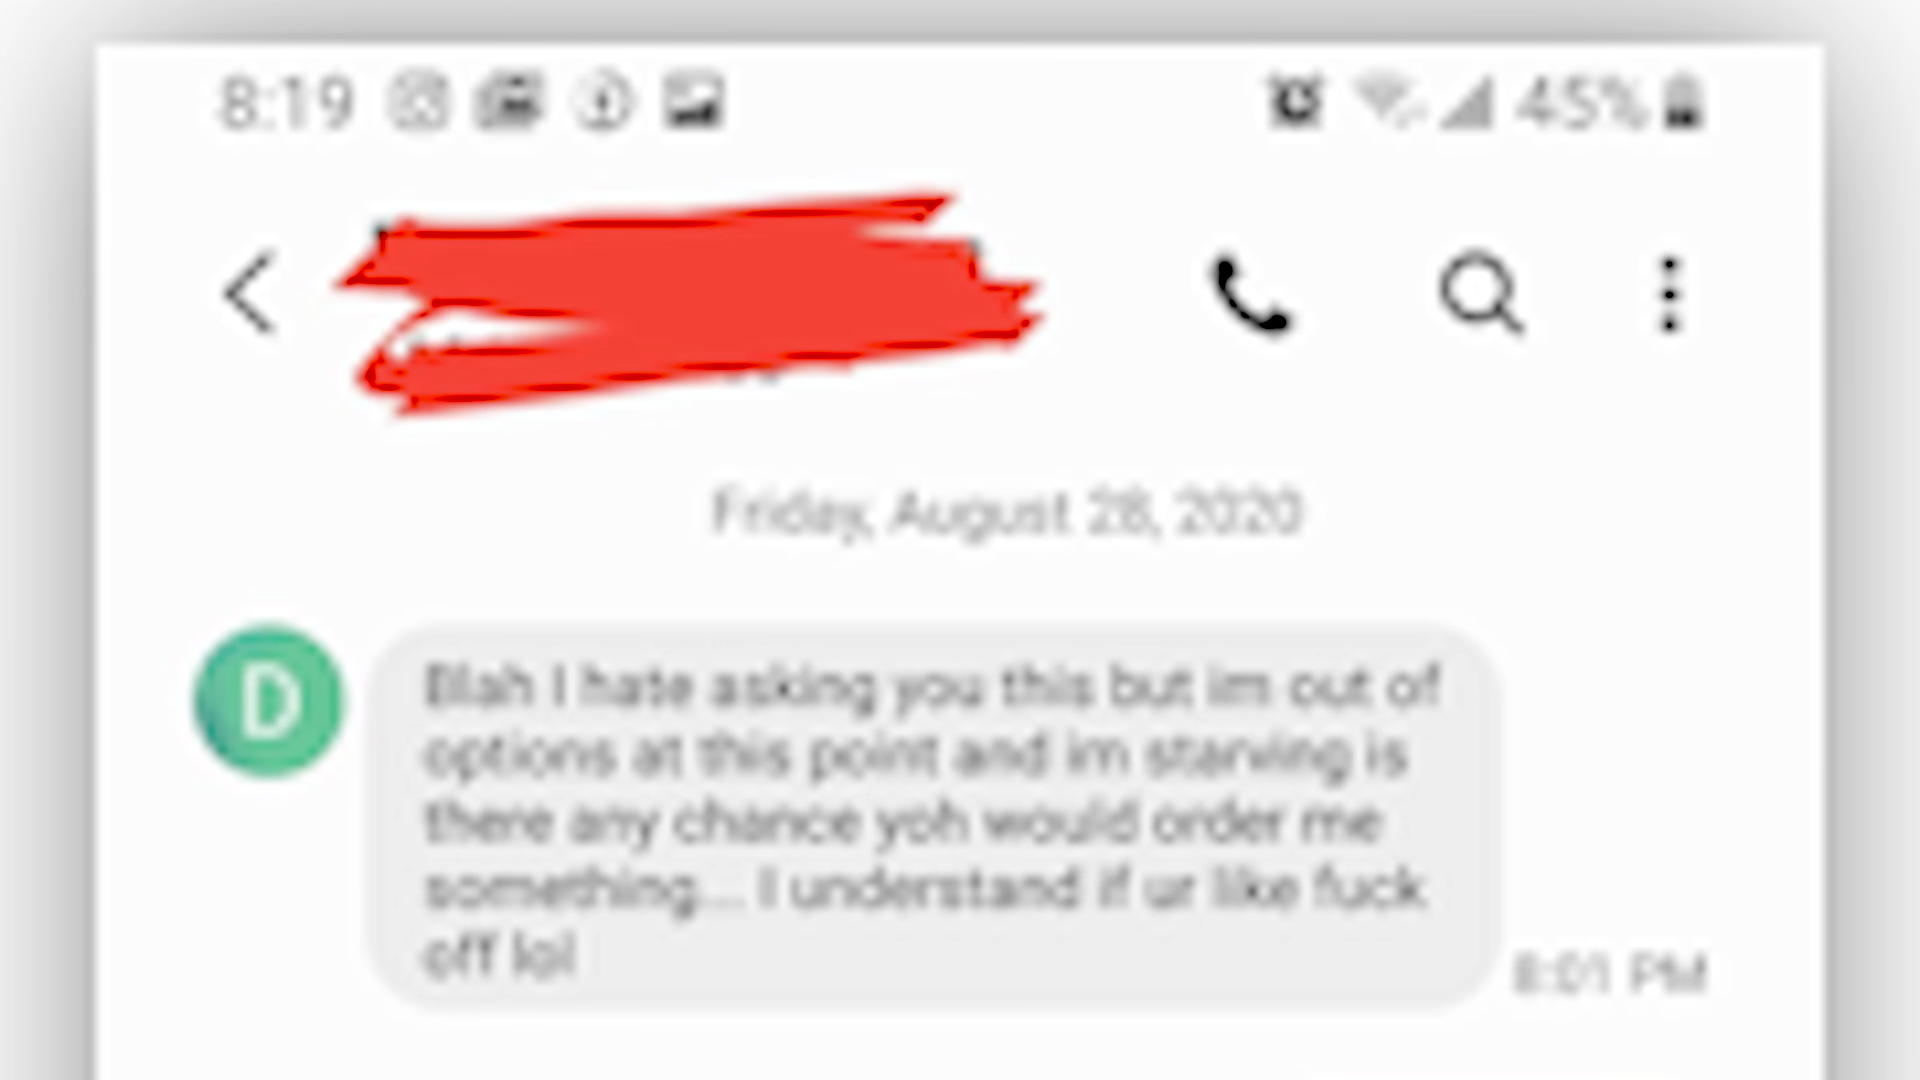 8:19 45%
Friday, August 28, 2020
D
Blah I hate asking you this but im out of
options at this point and im starving is
there any chance yoh would order me
something... I understand if ur like fuck
off lol
8:01 PM